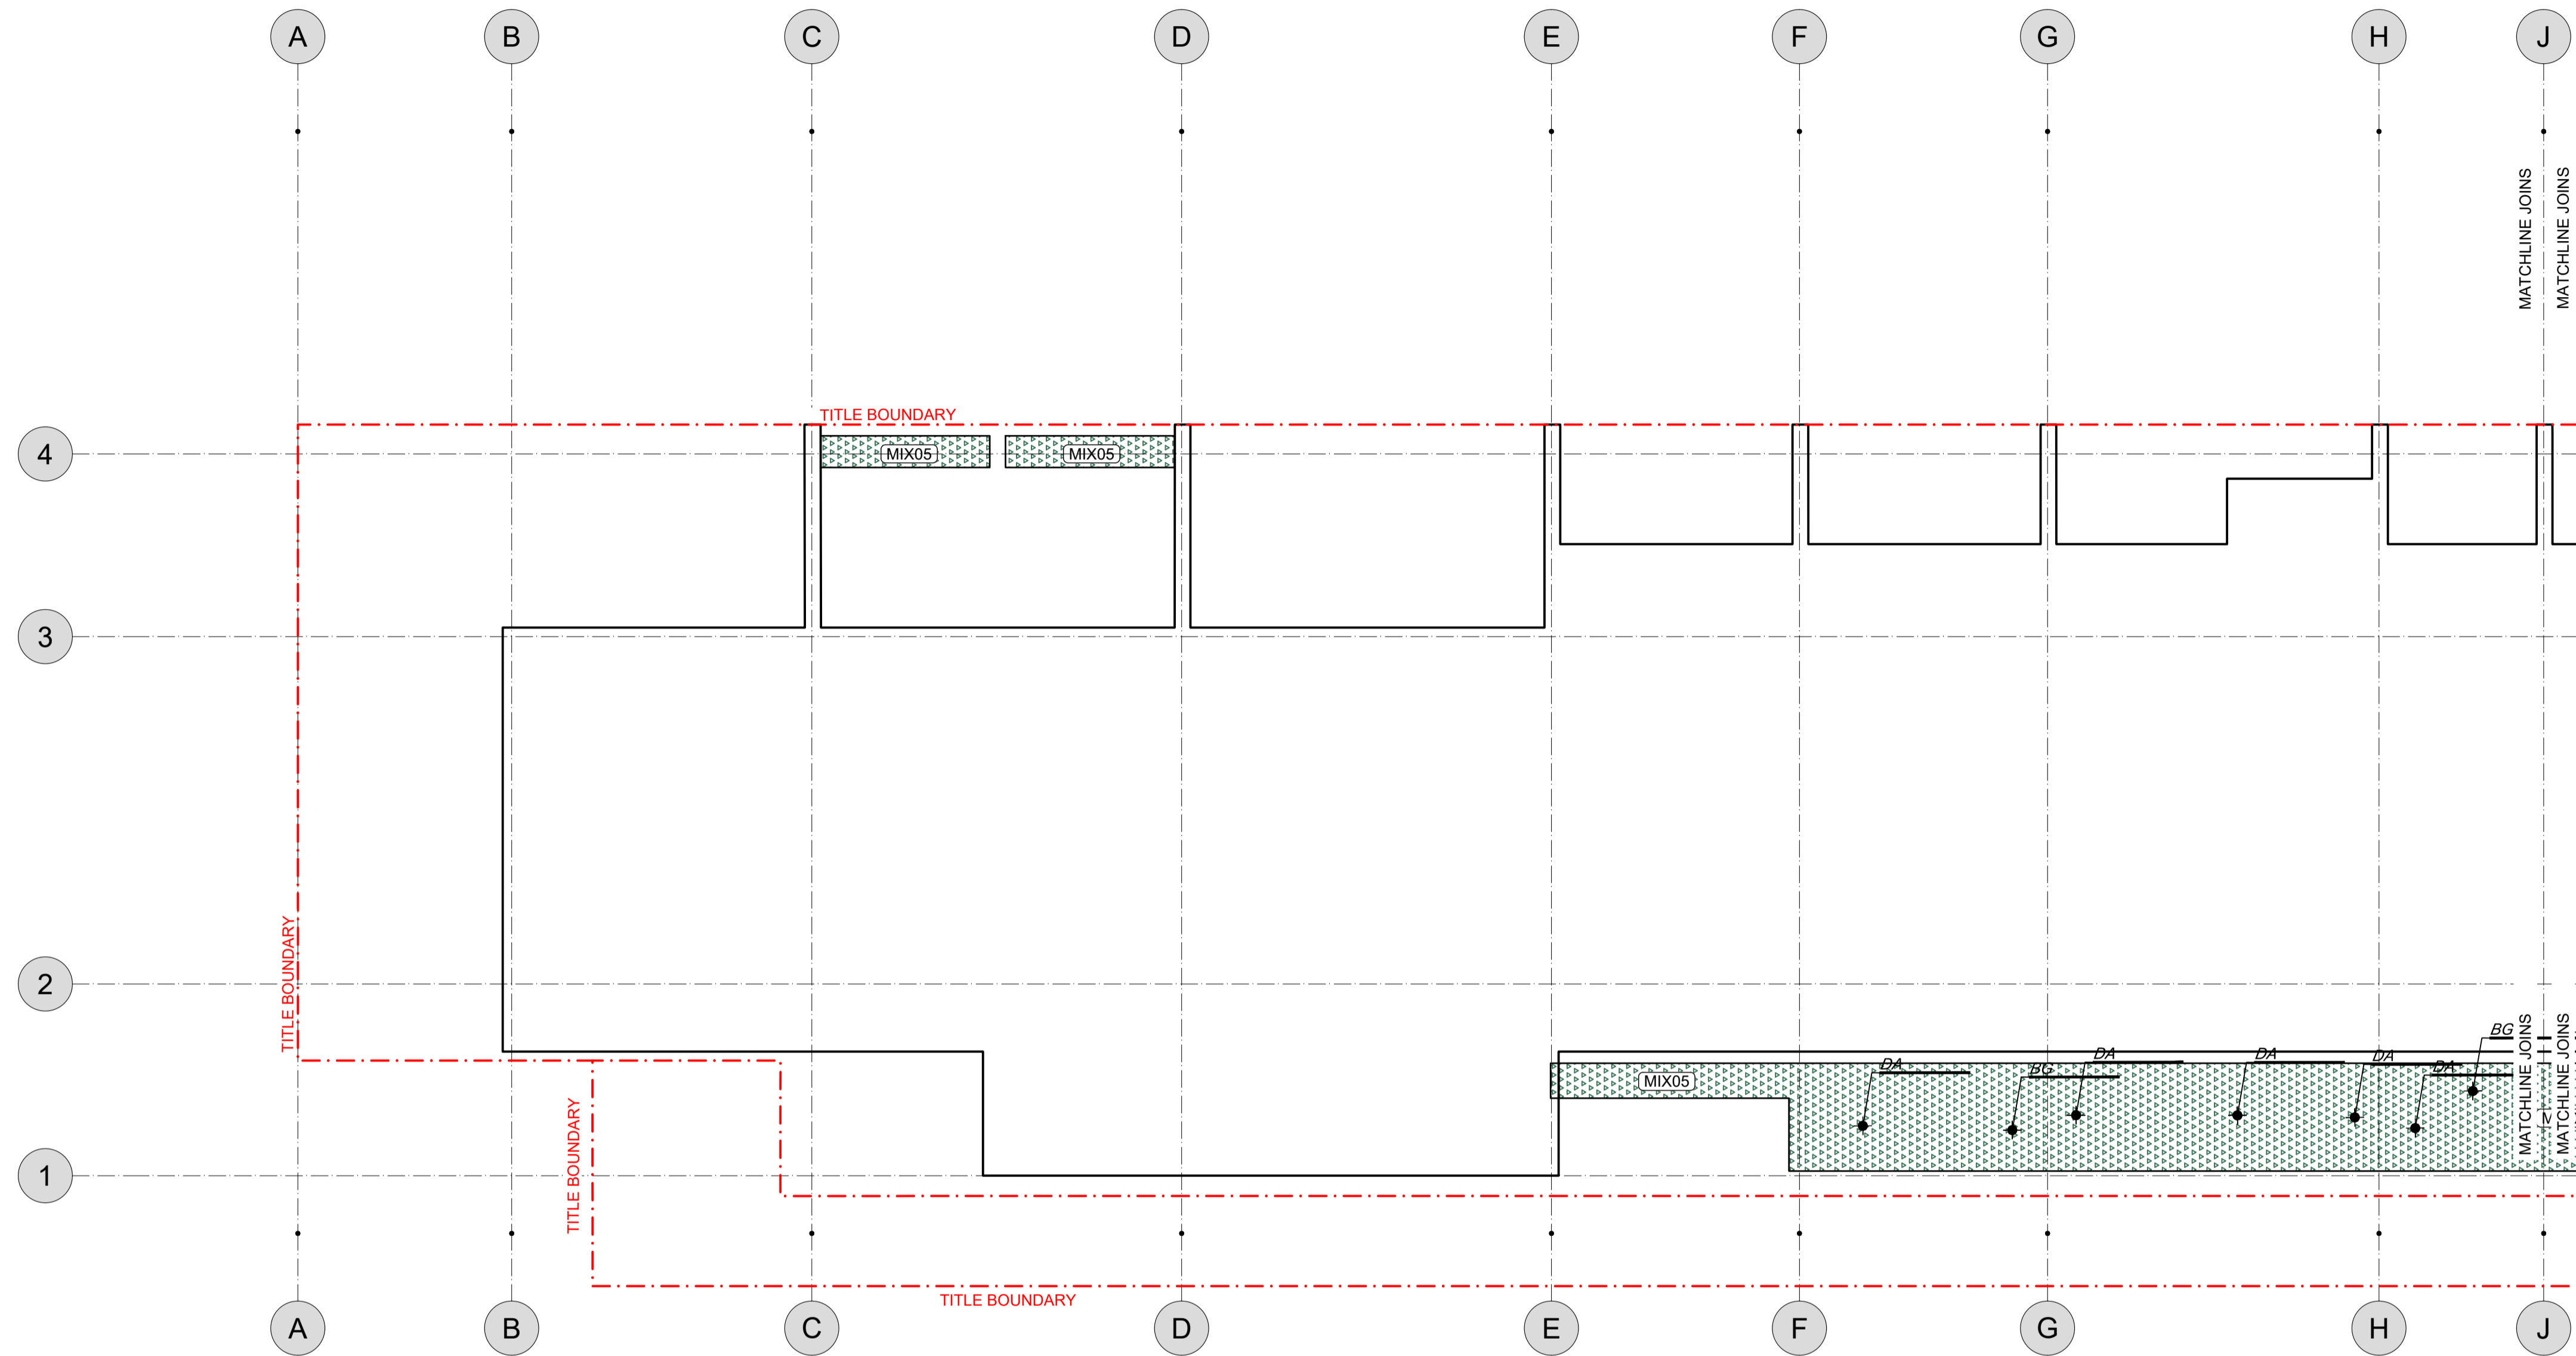 A
B
C
D
E
F
G
H
J
MATCHLINE JOINS
MATCHLINE JOINS
TITLE BOUNDARY
4
MIX05
MIX05
3
TITLE BOUNDARY
2
BG
MATCHLINE JOINS
MATCHLINE JOINS
DA
DA
DA
DA
BG
DA
MIX05
TITLE BOUNDARY
1
TITLE BOUNDARY
A
B
C
D
E
F
G
H
J